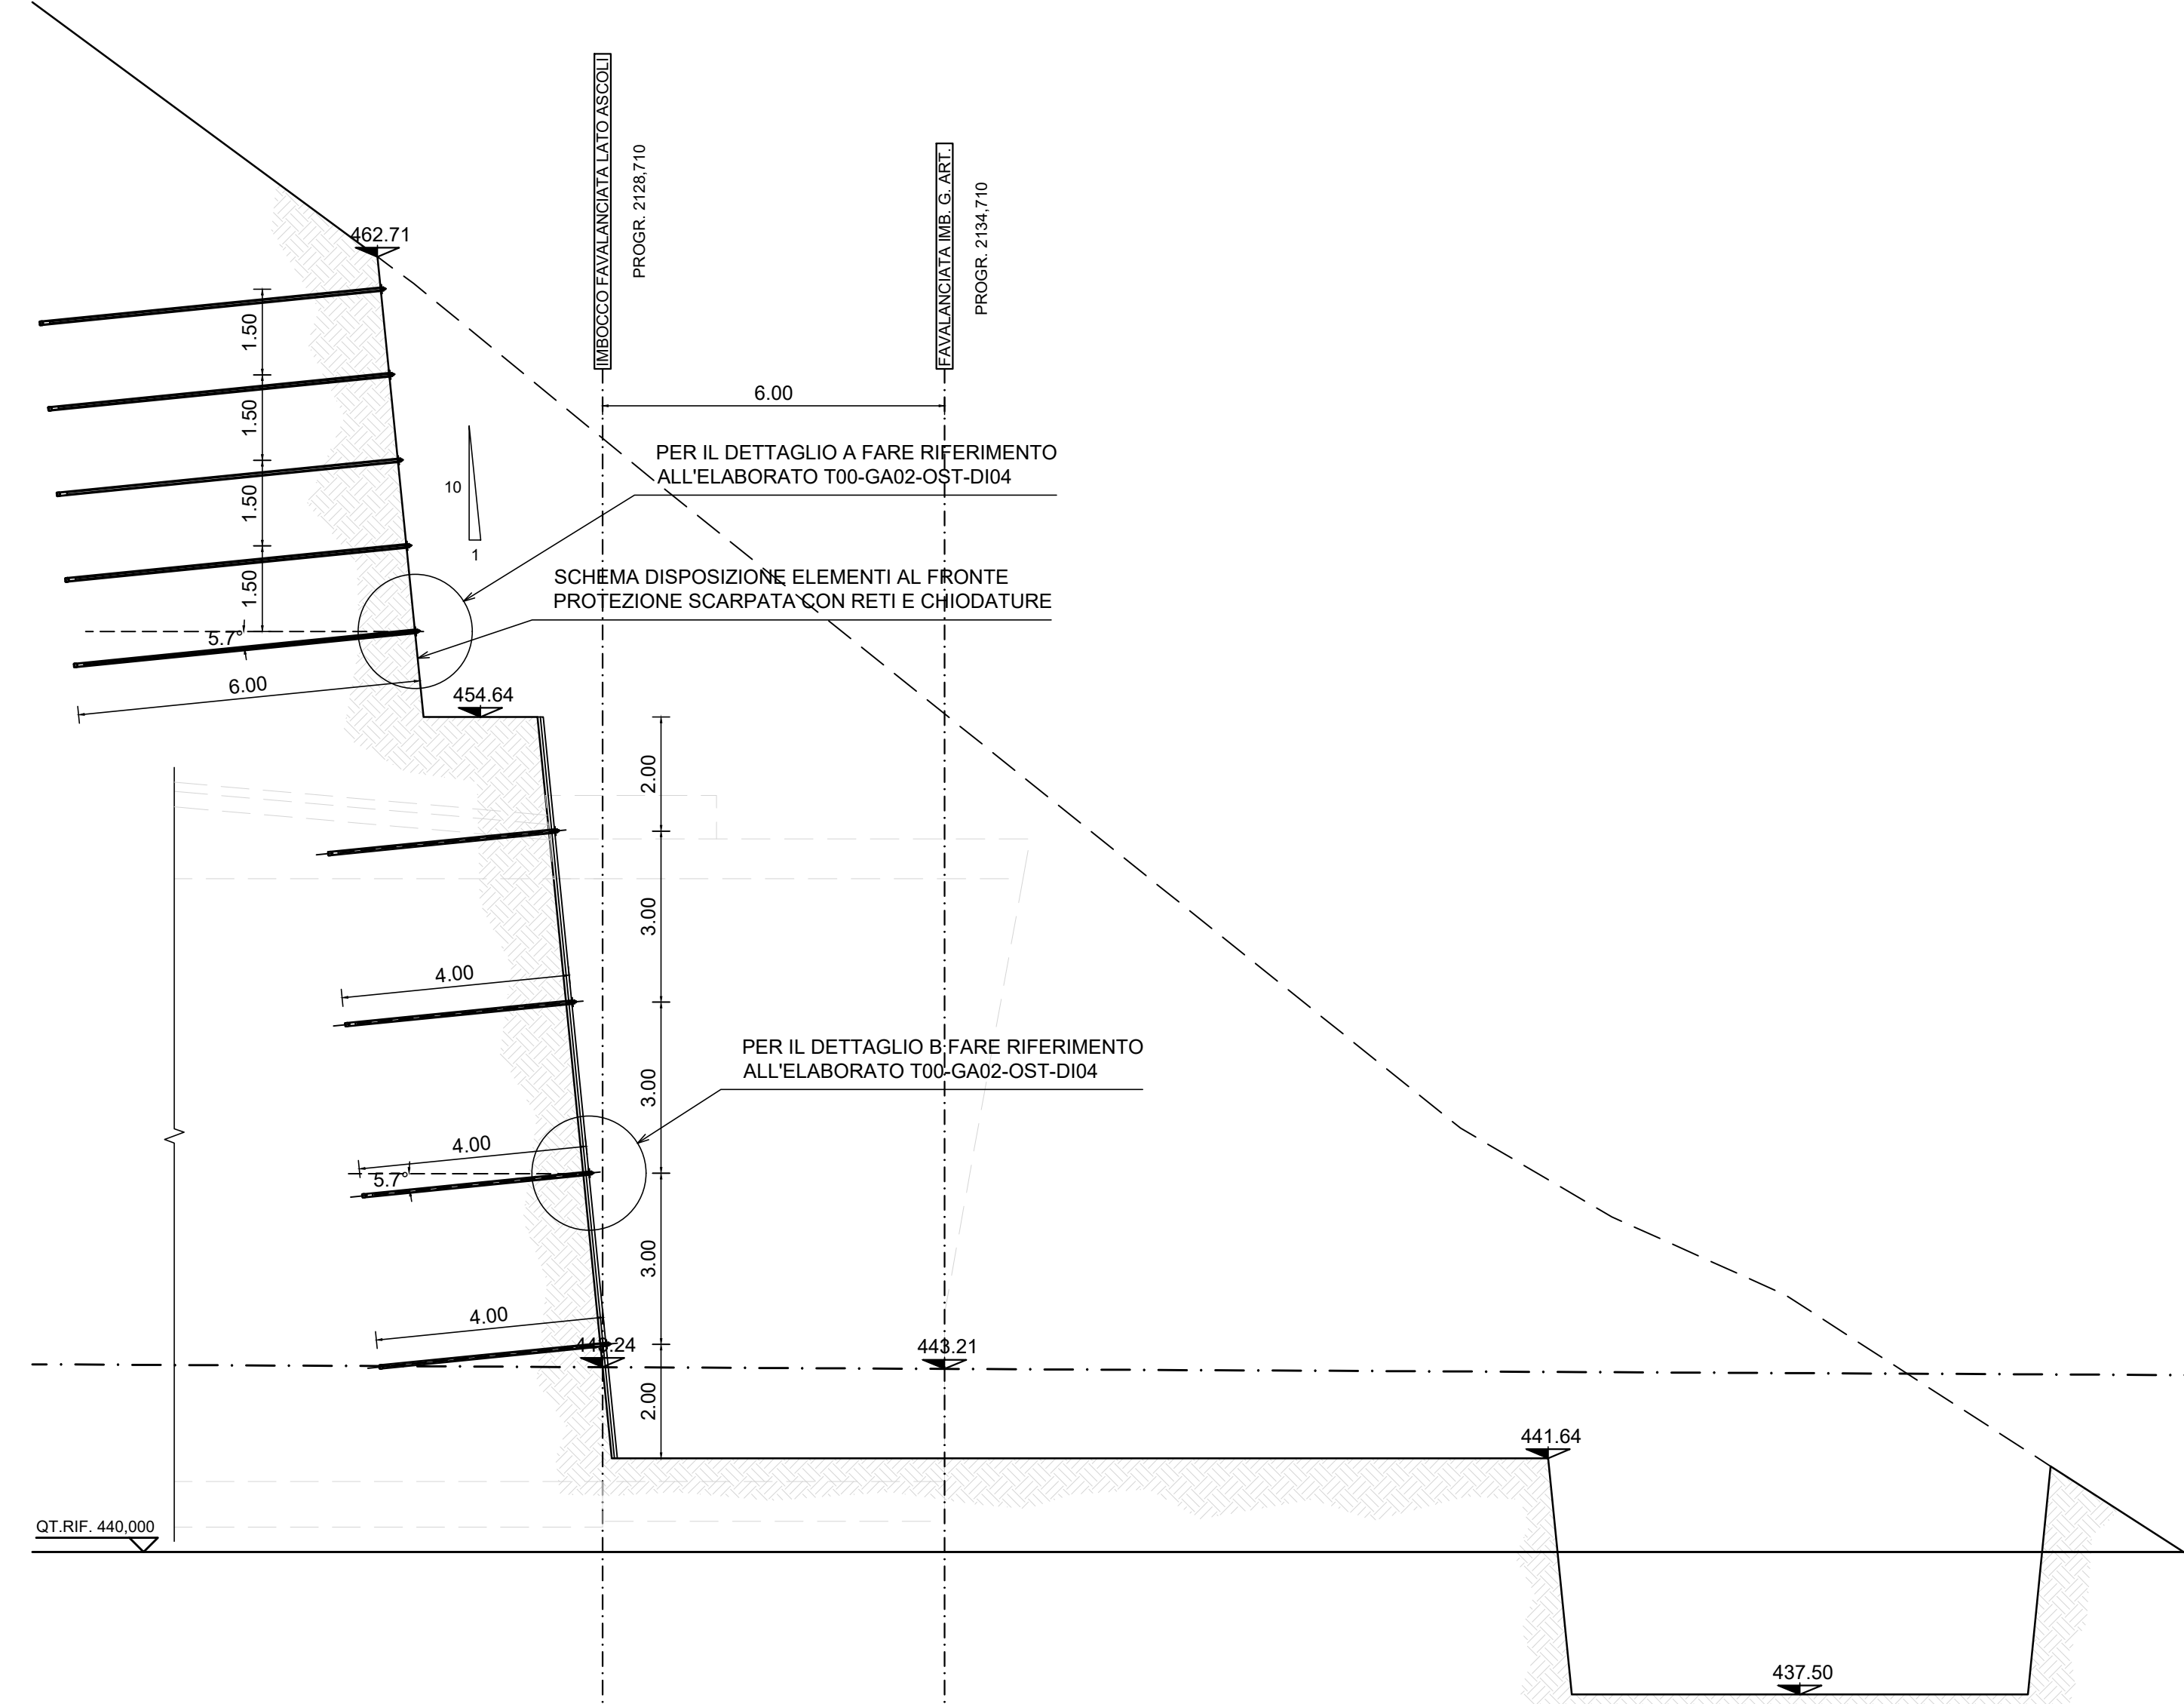 IMBOCCO FAVALANCIATA LATO ASCOLI
PROGR. 2128,710
FAVALANCIATA IMB. G. ART.
PROGR. 2134,710
462.71
1.50
1.50
1.50
1.50
6.00
10
1
PER IL DETTAGLIO A FARE RIFERIMENTO
ALL'ELABORATO T00-GA02-OST-DI04
SCHEMA DISPOSIZIONE ELEMENTI AL FRONTE
PROTEZIONE SCARPATA CON RETI E CHIODATURE
5.7°
6.00
454.64
2.00
3.00
4.00
3.00
PER IL DETTAGLIO B FARE RIFERIMENTO
ALL'ELABORATO T00-GA02-OST-DI04
4.00
5.7°
3.00
4.00
443.24
443.21
2.00
441.64
QT.RIF. 440,000
437.50